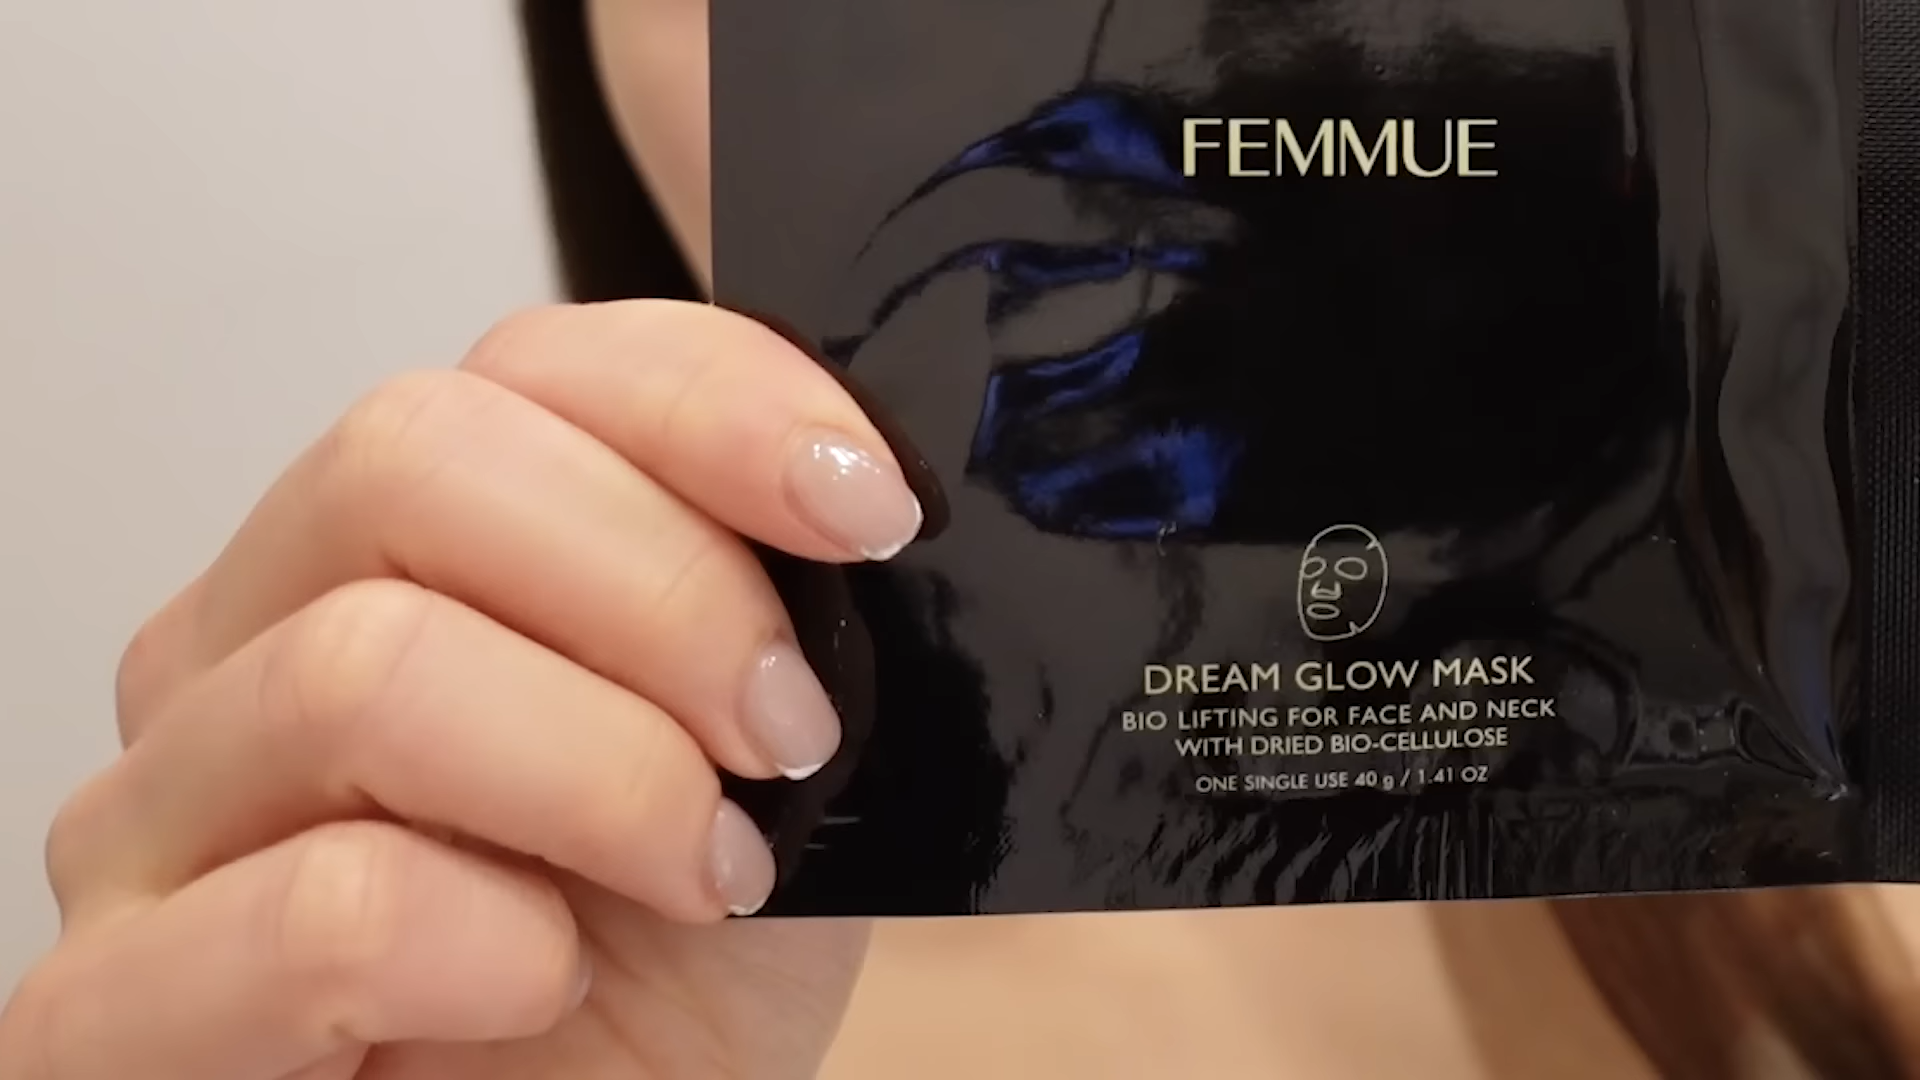 FEMMUE
DREAM GLOW MASK
BIO LIFTING FOR FACE AND NECK
WITH DRIED BIO-CELLULOSE
ONE SINGLE USE 40 g / 1.41 OZ